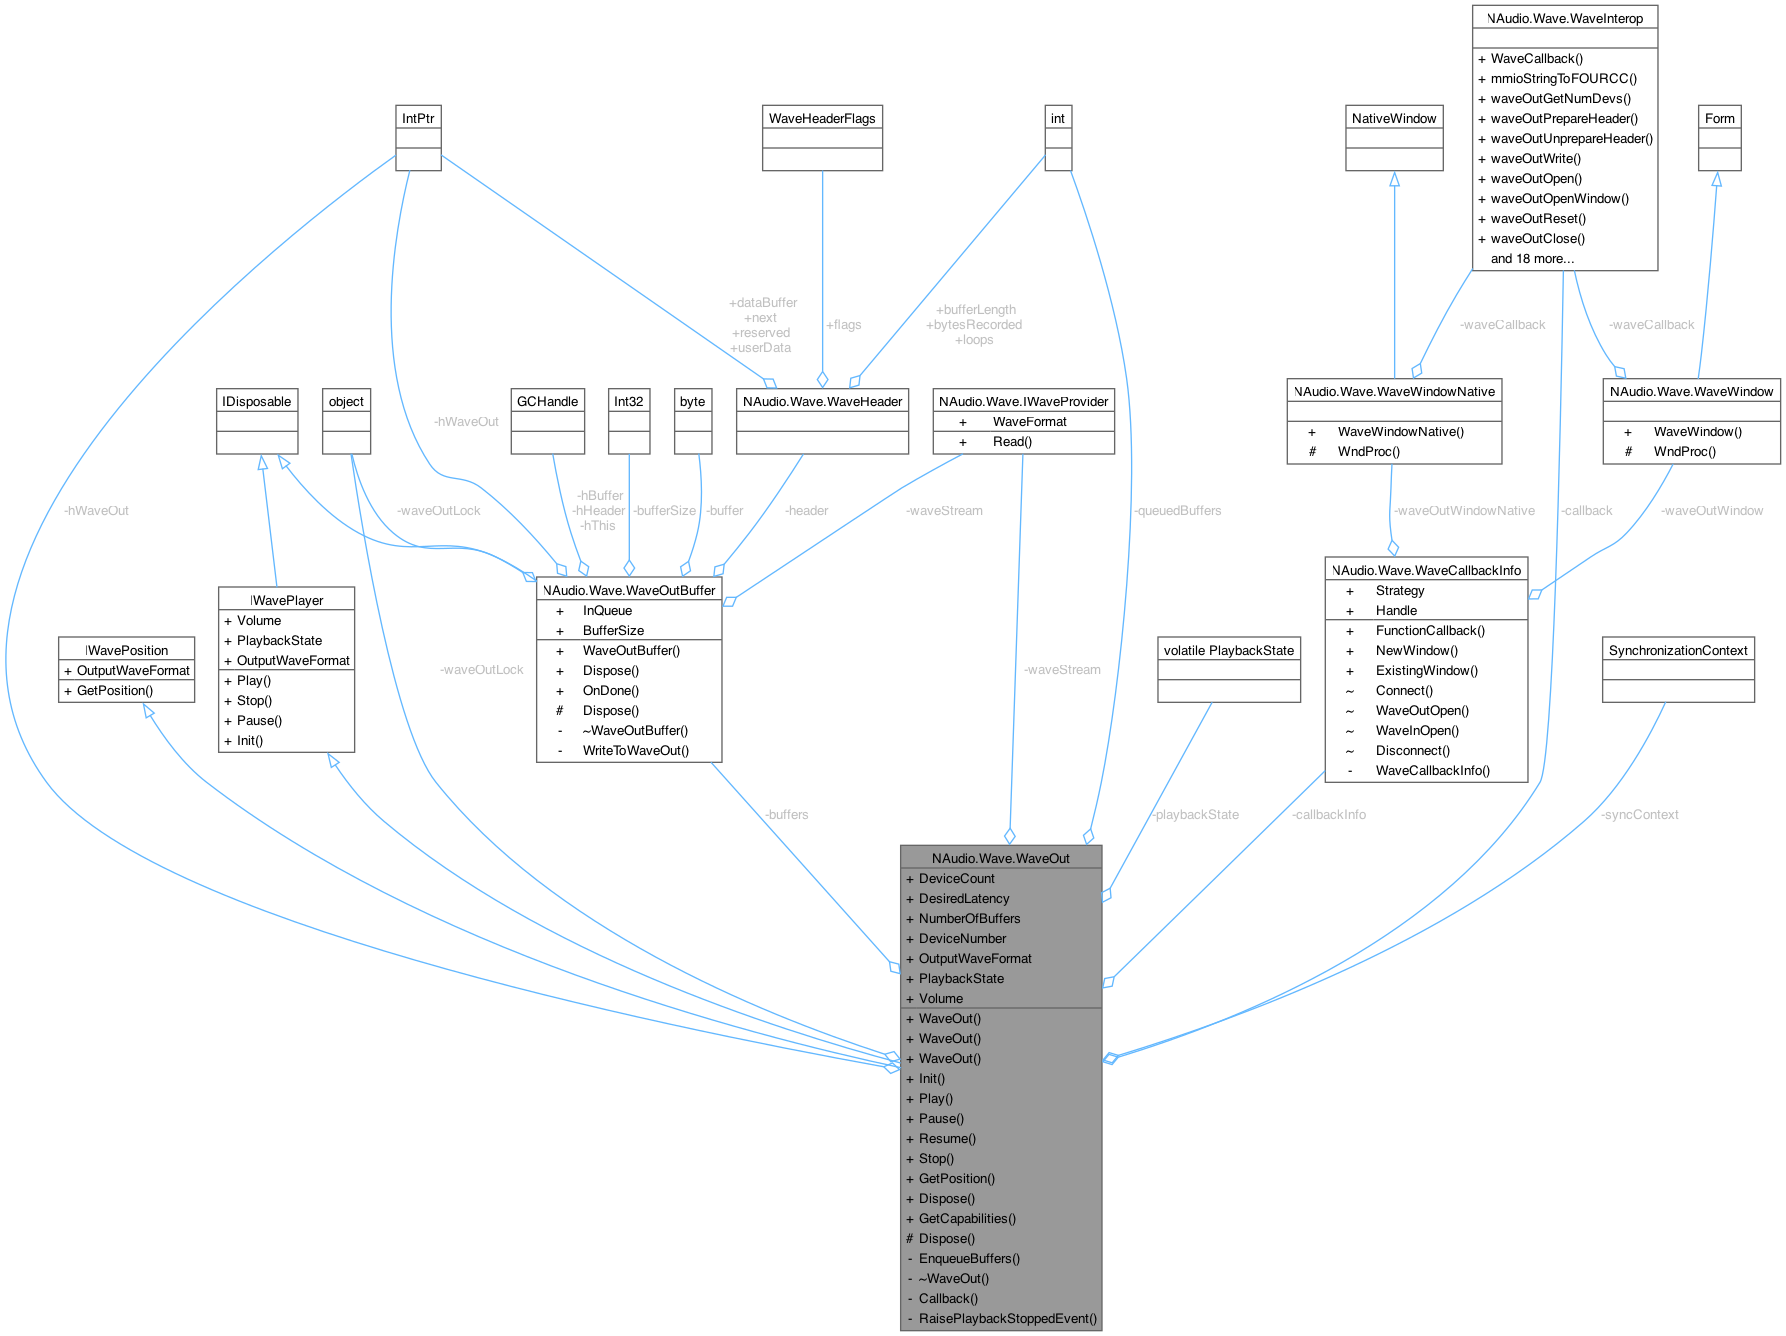 NAudio.Wave.WaveInterop
+ WaveCallback()
+ mmioStringToFOURCC()
+ waveOutGetNumDevs()
+ waveOutPrepareHeader()
+ waveOutUnprepareHeader()
+ waveOutWrite()
+ waveOutOpen()
+ waveOutOpenWindow()
+ waveOutReset()
+ waveOutClose()
and 18 more...
IntPtr
WaveHeaderFlags
int
NativeWindow
Form
+dataBuffer
+next
+reserved
+userData
+flags
+bufferLength
+bytesRecorded
+loops
-waveCallback
-waveCallback
IDisposable
object
-hWaveOut
GCHandle
Int32
byte
NAudio.Wave.WaveHeader
NAudio.Wave.IWaveProvider
+ WaveFormat
+ Read()
NAudio.Wave.WaveWindowNative
+ WaveWindowNative()
# WndProc()
NAudio.Wave.WaveWindow
+ WaveWindow()
# WndProc()
-hWaveOut
-waveOutLock
-hBuffer
-hHeader
-hThis
-bufferSize
-buffer
-header
-waveStream
-queuedBuffers
-waveOutWindowNative
-callback
-waveOutWindow
IWavePosition
+ OutputWaveFormat
+ GetPosition()
IWavePlayer
+ Volume
+ PlaybackState
+ OutputWaveFormat
+ Play()
+ Stop()
+ Pause()
+ Init()
-waveOutLock
NAudio.Wave.WaveOutBuffer
+ InQueue
+ BufferSize
+ WaveOutBuffer()
+ Dispose()
+ OnDone()
# Dispose()
- ~WaveOutBuffer()
- WriteToWaveOut()
-waveStream
volatile PlaybackState
NAudio.Wave.WaveCallbackInfo
+ Strategy
+ Handle
+ FunctionCallback()
+ NewWindow()
+ ExistingWindow()
~ Connect()
~ WaveOutOpen()
~ WaveInOpen()
~ Disconnect()
- WaveCallbackInfo()
SynchronizationContext
-buffers
-playbackState
-callbackInfo
-syncContext
NAudio.Wave.WaveOut
+ DeviceCount
+ DesiredLatency
+ NumberOfBuffers
+ DeviceNumber
+ OutputWaveFormat
+ PlaybackState
+ Volume
+ WaveOut()
+ WaveOut()
+ WaveOut()
+ Init()
+ Play()
+ Pause()
+ Resume()
+ Stop()
+ GetPosition()
+ Dispose()
+ GetCapabilities()
# Dispose()
- EnqueueBuffers()
- ~WaveOut()
- Callback()
- RaisePlaybackStoppedEvent()